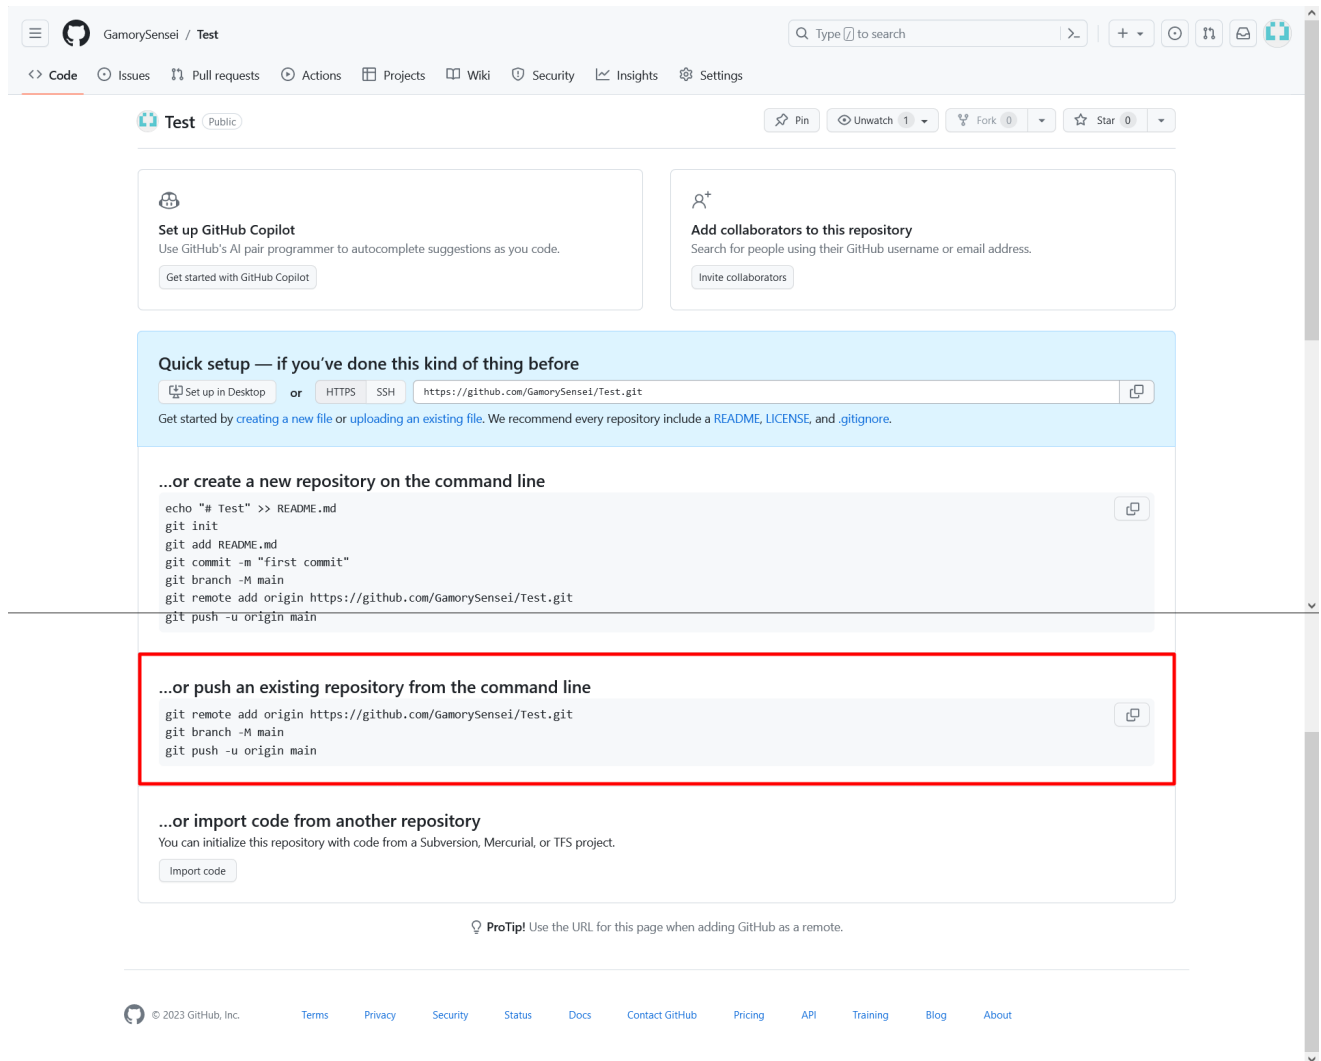 GamorySensei / Test
Type / to search
Code Issues Pull requests Actions Projects Wiki Security Insights Settings
Test Public
Pin Unwatch 1 Fork 0 Star 0
Set up GitHub Copilot
Use GitHub's AI pair programmer to autocomplete suggestions as you code.
Get started with GitHub Copilot
Add collaborators to this repository
Search for people using their GitHub username or email address.
Invite collaborators
Quick setup — if you've done this kind of thing before
Set up in Desktop or HTTPS SSH https://github.com/GamorySensei/Test.git
Get started by creating a new file or uploading an existing file. We recommend every repository include a README, LICENSE, and .gitignore.
...or create a new repository on the command line
echo "# Test" >> README.md
git init
git add README.md
git commit -m "first commit"
git branch -M main
git remote add origin https://github.com/GamorySensei/Test.git
git push -u origin main
...or push an existing repository from the command line
git remote add origin https://github.com/GamorySensei/Test.git
git branch -M main
git push -u origin main
...or import code from another repository
You can initialize this repository with code from a Subversion, Mercurial, or TFS project.
Import code
ProTip! Use the URL for this page when adding GitHub as a remote.
© 2023 GitHub, Inc. Terms Privacy Security Status Docs Contact GitHub Pricing API Training Blog About